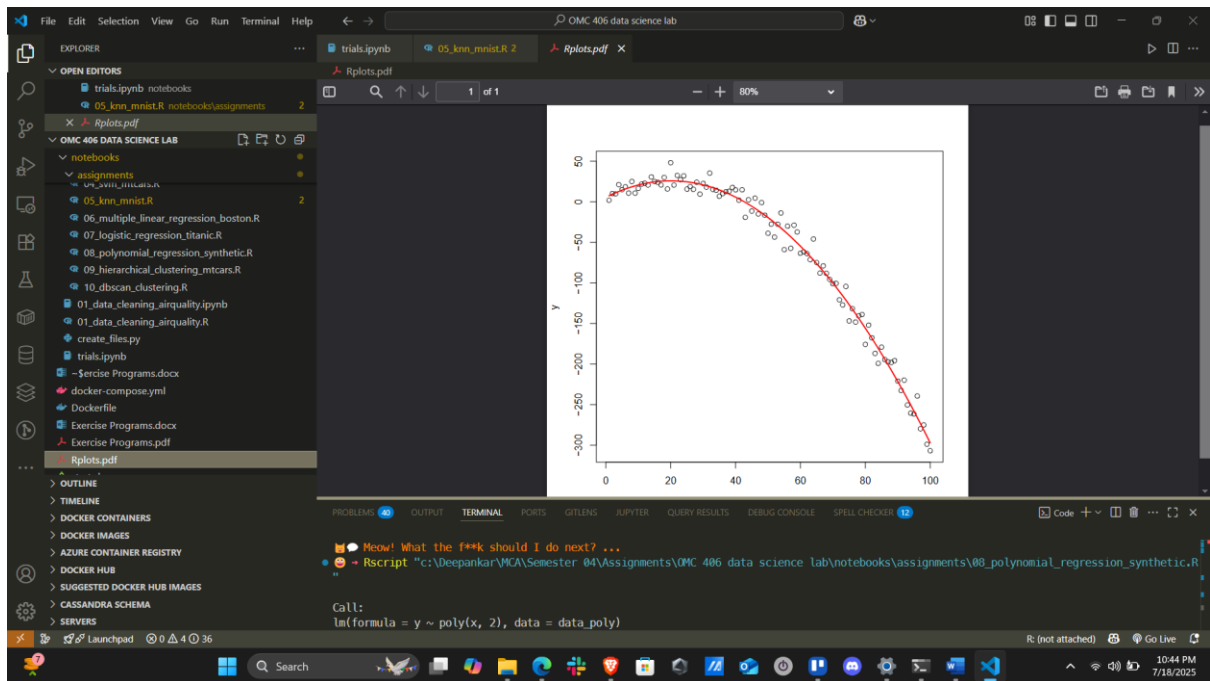 File Edit Selection View Go Run Terminal Help
OMC 406 data science lab
EXPLORER
OPEN EDITORS
trials.ipynb notebooks
05_knn_mnist.R notebooks\assignments 2
Rplots.pdf
OMC 406 DATA SCIENCE LAB
notebooks
assignments
04_svm_mtcars.R
05_knn_mnist.R 2
06_multiple_linear_regression_boston.R
07_logistic_regression_titanic.R
08_polynomial_regression_synthetic.R
09_hierarchical_clustering_mtcars.R
10_dbscan_clustering.R
01_data_cleaning_airquality.ipynb
01_data_cleaning_airquality.R
create_files.py
trials.ipynb
~$ercise Programs.docx
docker-compose.yml
Dockerfile
Exercise Programs.docx
Exercise Programs.pdf
Rplots.pdf
OUTLINE
TIMELINE
DOCKER CONTAINERS
DOCKER IMAGES
AZURE CONTAINER REGISTRY
DOCKER HUB
SUGGESTED DOCKER HUB IMAGES
CASSANDRA SCHEMA
SERVERS
trials.ipynb 05_knn_mnist.R 2 Rplots.pdf
Rplots.pdf
1 of 1 80%
50
0
-50
-100
-150
-200
-250
-300
y
0 20 40 60 80 100
PROBLEMS 40 OUTPUT TERMINAL PORTS GITLENS JUPYTER QUERY RESULTS DEBUG CONSOLE SPELL CHECKER 12
Code
Meow! What the f**k should I do next? ...
Rscript "c:\Deepankar\MCA\Semester 04\Assignments\OMC 406 data science lab\notebooks\assignments\08_polynomial_regression_synthetic.R
"
Call:
lm(formula = y ~ poly(x, 2), data = data_poly)
Launchpad 0 4 36
R: (not attached) Go Live
7
Search
10:44 PM
7/18/2025